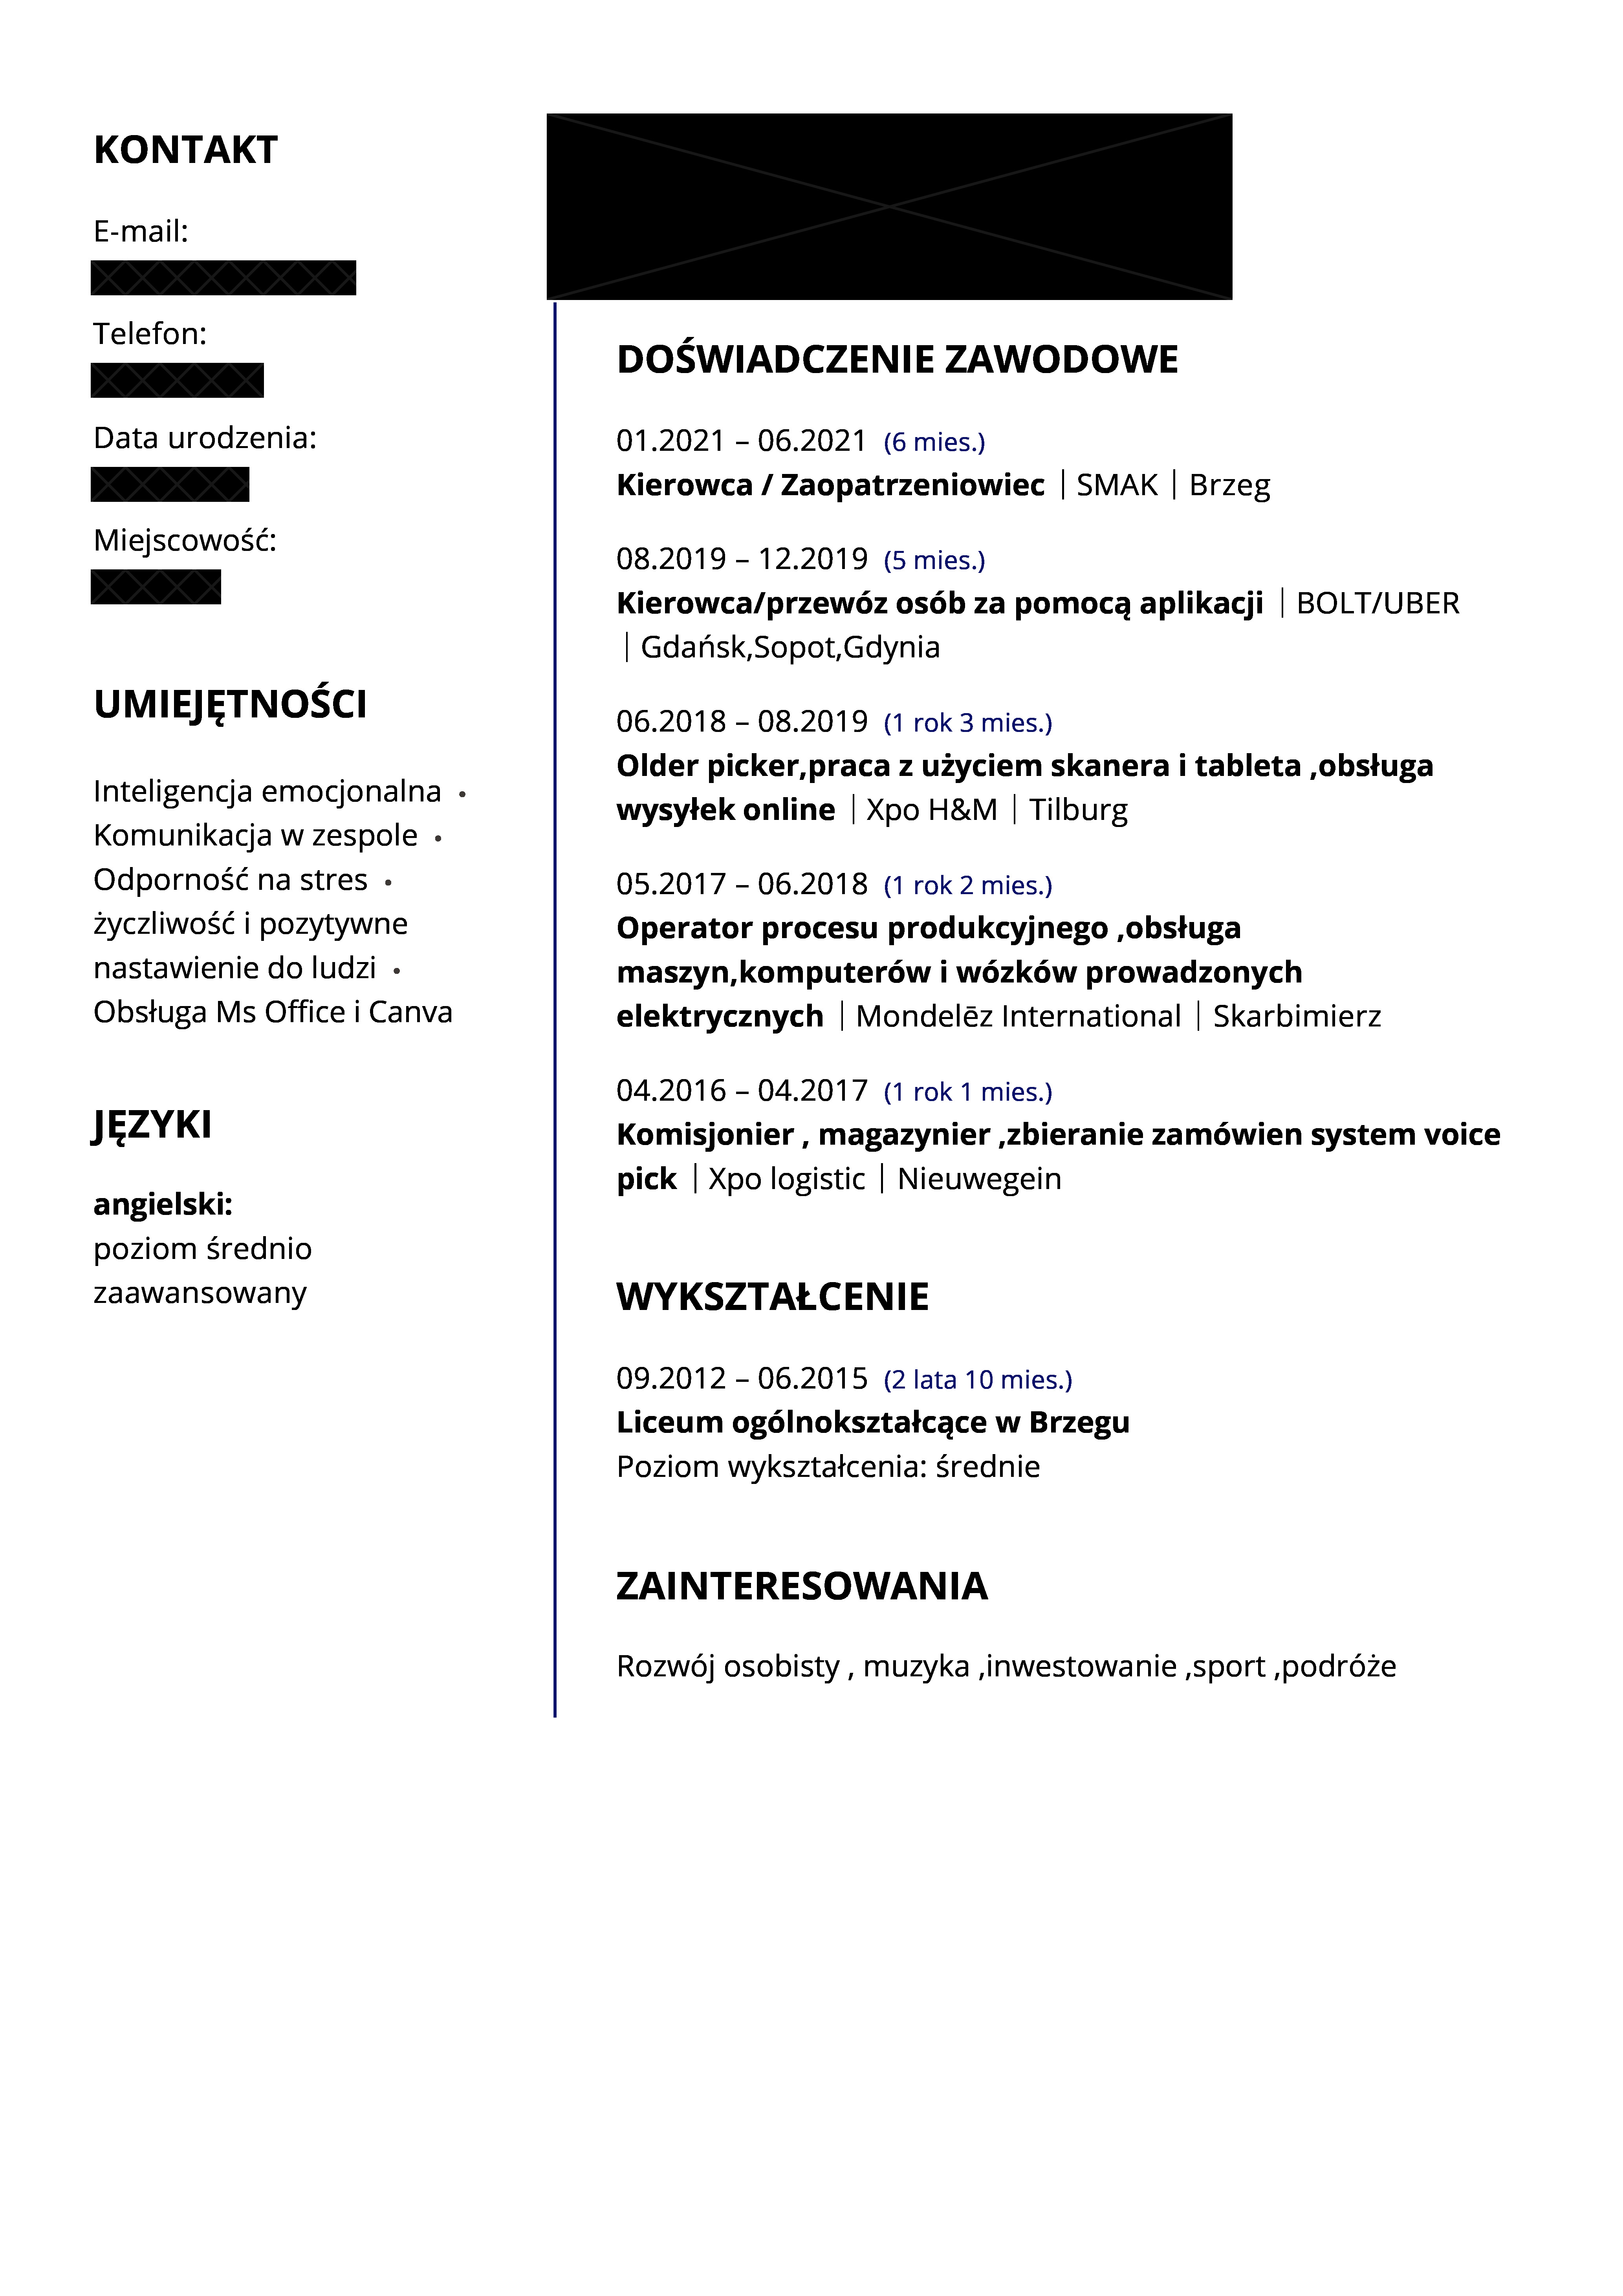 KONTAKT
E-mail:
Telefon:
Data urodzenia:
Miejscowość:
UMIEJĘTNOŚCI
Inteligencja emocjonalna •
Komunikacja w zespole •
Odporność na stres •
życzliwość i pozytywne
nastawienie do ludzi •
Obsługa Ms Office i Canva
JĘZYKI
angielski:
poziom średnio
zaawansowany
DOŚWIADCZENIE ZAWODOWE
01.2021 – 06.2021 (6 mies.)
Kierowca / Zaopatrzeniowiec | SMAK | Brzeg
08.2019 – 12.2019 (5 mies.)
Kierowca/przewóz osób za pomocą aplikacji | BOLT/UBER
| Gdańsk,Sopot,Gdynia
06.2018 – 08.2019 (1 rok 3 mies.)
Older picker,praca z użyciem skanera i tableta ,obsługa
wysyłek online | Xpo H&M | Tilburg
05.2017 – 06.2018 (1 rok 2 mies.)
Operator procesu produkcyjnego ,obsługa
maszyn,komputerów i wózków prowadzonych
elektrycznych | Mondelēz International | Skarbimierz
04.2016 – 04.2017 (1 rok 1 mies.)
Komisjonier , magazynier ,zbieranie zamówien system voice
pick | Xpo logistic | Nieuwegein
WYKSZTAŁCENIE
09.2012 – 06.2015 (2 lata 10 mies.)
Liceum ogólnokształcące w Brzegu
Poziom wykształcenia: średnie
ZAINTERESOWANIA
Rozwój osobisty , muzyka ,inwestowanie ,sport ,podróże